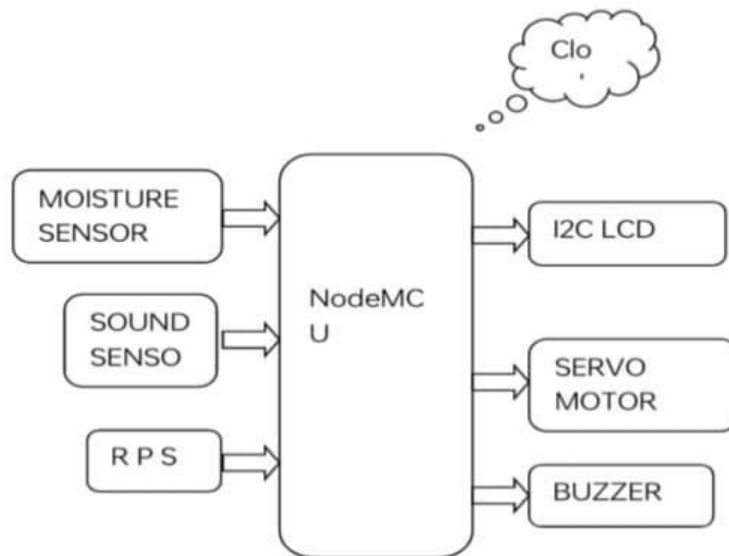 Clo
MOISTURE
SENSOR
SOUND
SENSO
R P S
NodeMC
U
I2C LCD
SERVO
MOTOR
BUZZER